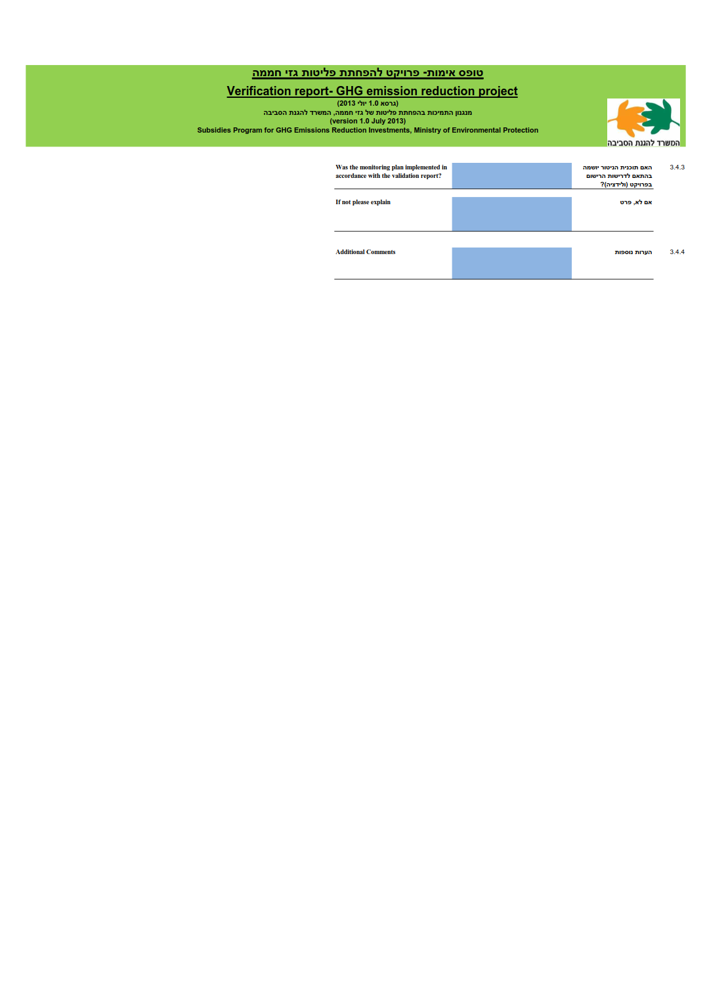 טופס אימות- פרויקט להפחתת פליטות גזי חממה
Verification report- GHG emission reduction project
(גרסא 1.0 יולי 2013)
מנגנון התמיכות בהפחתת פליטות של גזי חממה, המשרד להגנת הסביבה
(version 1.0 July 2013)
Subsidies Program for GHG Emissions Reduction Investments, Ministry of Environmental Protection
המשרד להגנת הסביבה
3.4.3
האם תוכנית הניטור יושמה
בהתאם לדרישות הרישום
בפרויקט (ולידציה)?
Was the monitoring plan implemented in
accordance with the validation report?
אם לא, פרט
If not please explain
3.4.4
הערות נוספות
Additional Comments